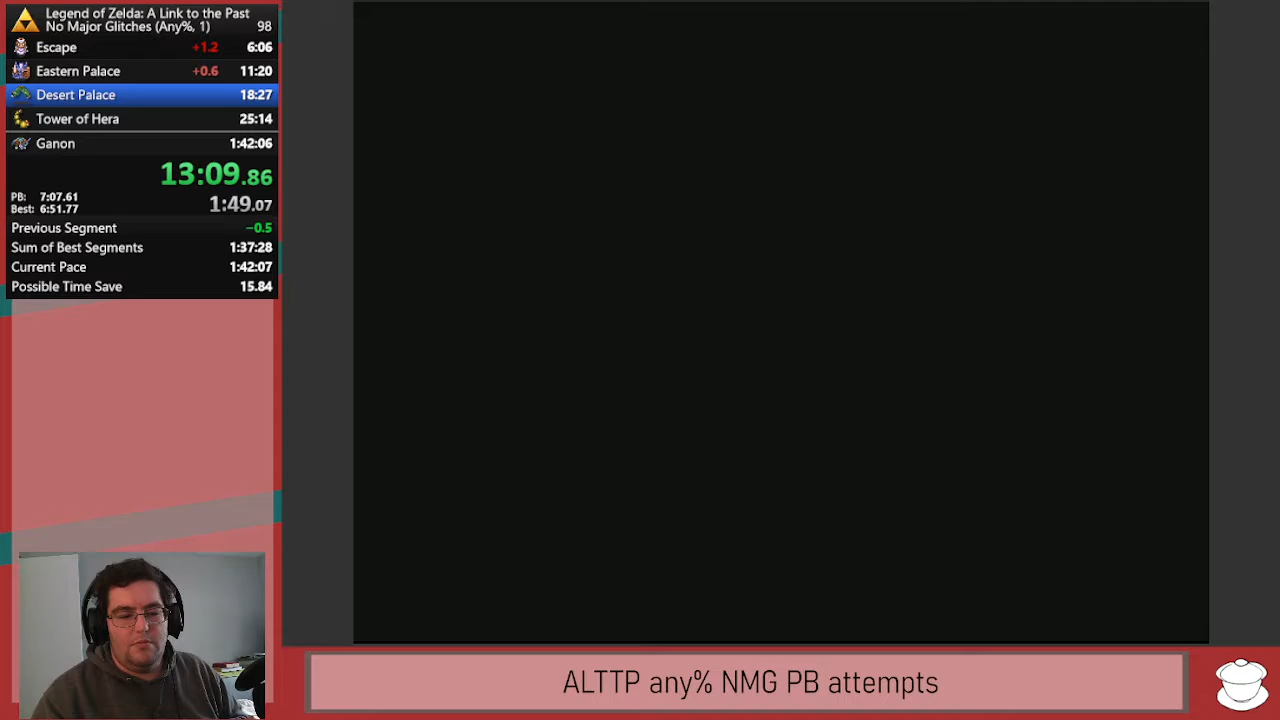 Legend of Zelda: A Link to the Past
No Major Glitches (Any%, 1) 98
Escape +1.2 6:06
Eastern Palace +0.6 11:20
Desert Palace 18:27
Tower of Hera 25:14
Ganon 1:42:06
13:09.86
PB: 7:07.61
Best: 6:51.77
1:49.07
Previous Segment −0.5
Sum of Best Segments 1:37:28
Current Pace 1:42:07
Possible Time Save 15.84
ALTTP any% NMG PB attempts